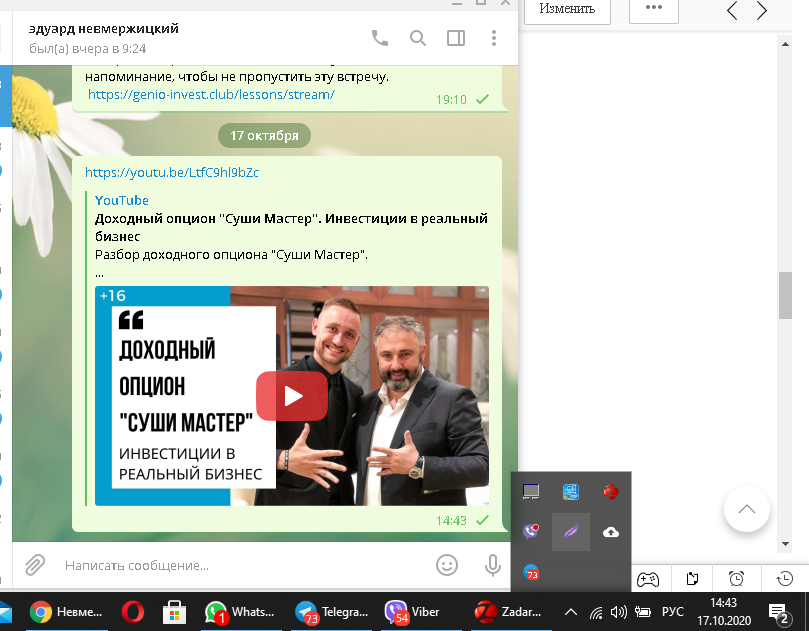 эдуард невмержицкий
был(а) вчера в 9:24
Изменить
напоминание, чтобы не пропустить эту встречу.
https://genio-invest.club/lessons/stream/
19:10
17 октября
https://youtu.be/LtfC9hl9bZc
YouTube
Доходный опцион "Суши Мастер". Инвестиции в реальный
бизнес
Разбор доходного опциона "Суши Мастер".
...
+16
ДОХОДНЫЙ
ОПЦИОН
"СУШИ МАСТЕР"
ИНВЕСТИЦИИ В
РЕАЛЬНЫЙ БИЗНЕС
14:43
Написать сообщение...
73
Невме...
1
Whats...
73
Telegra...
54
Viber
Zadar...
РУС
14:43
17.10.2020
2